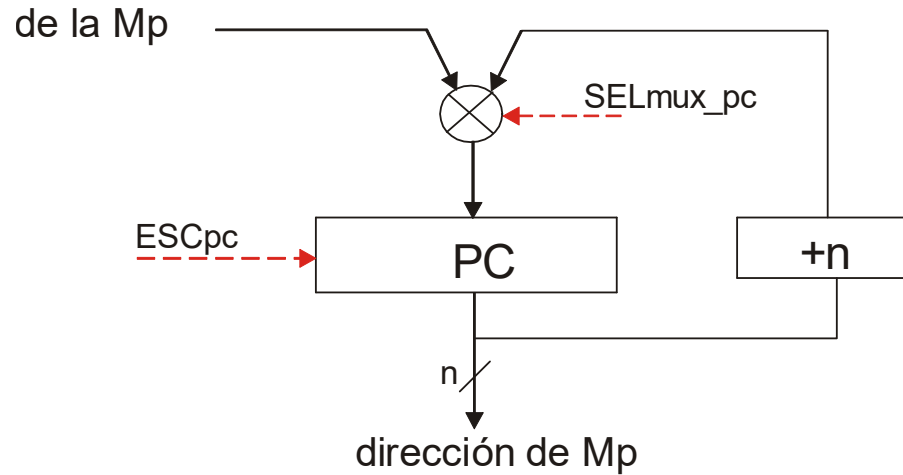 de la Mp
SELmux_pc
ESCpc
PC
+n
n
dirección de Mp